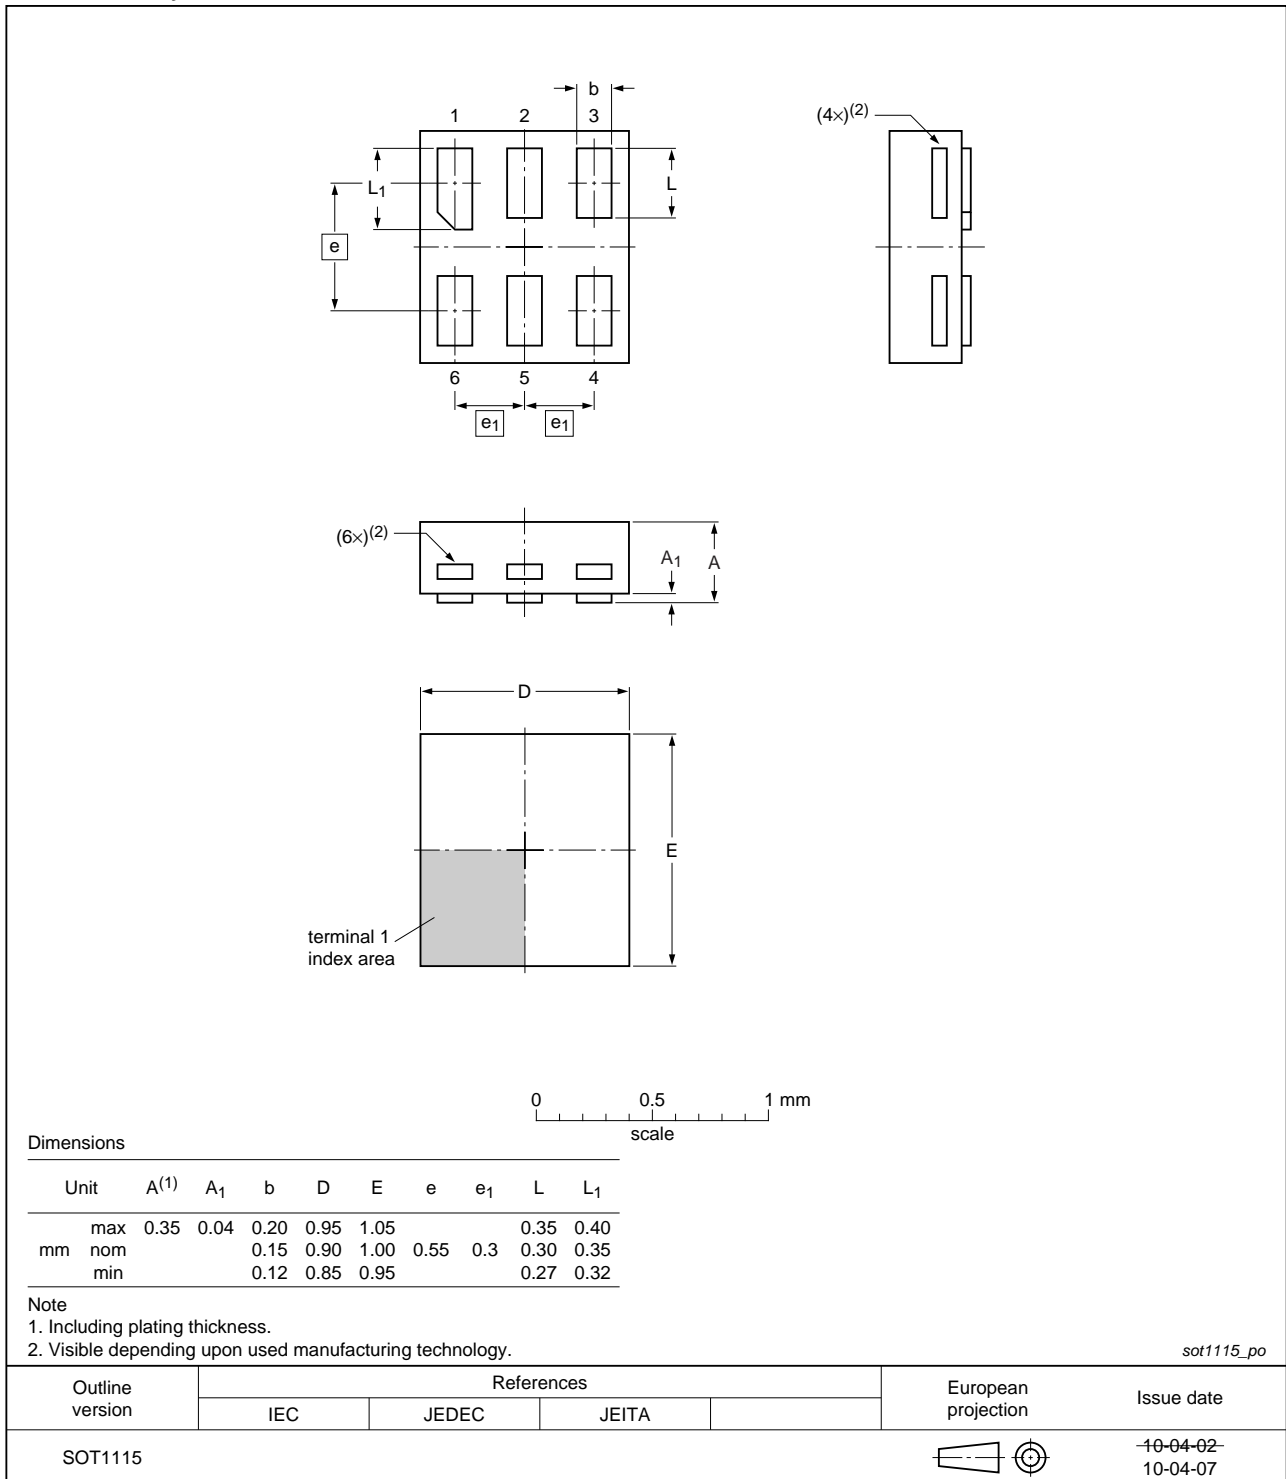 b
1 2 3
(4×)(2)
L1
L
e
6 5 4
e1 e1
(6×)(2)
A1 A
D
E
terminal 1
index area
0 0.5 1 mm
scale
Dimensions
Unit A(1) A1 b D E e e1 L L1
max 0.35 0.04 0.20 0.95 1.05 0.35 0.40
mm nom 0.15 0.90 1.00 0.55 0.3 0.30 0.35
min 0.12 0.85 0.95 0.27 0.32
Note
1. Including plating thickness.
2. Visible depending upon used manufacturing technology.
sot1115_po
Outline
version
References
IEC JEDEC JEITA
European
projection
Issue date
SOT1115
10-04-02
10-04-07